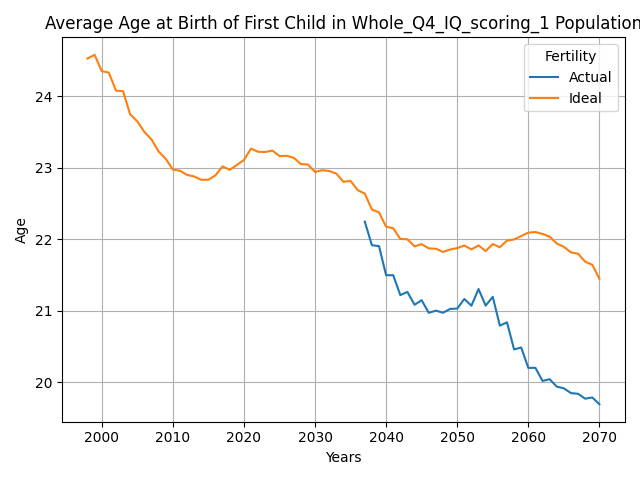 Average Age at Birth of First Child in Whole_Q4_IQ_scoring_1 Population
Fertility
Actual
Ideal
Age
24
23
22
21
20
2000 2010 2020 2030 2040 2050 2060 2070
Years